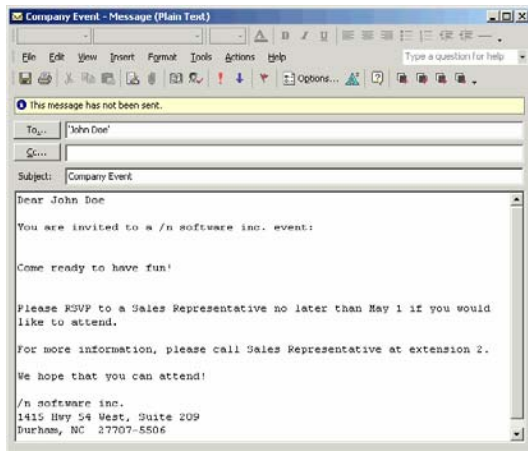 Company Event - Message (Plain Text)
A B I U
File Edit View Insert Format Tools Actions Help Type a question for help
Options...
This message has not been sent.
To... 'John Doe'
Cc...
Subject: Company Event
Dear John Doe
You are invited to a /n software inc. event:
Come ready to have fun!
Please RSVP to a Sales Representative no later than May 1 if you would
like to attend.
For more information, please call Sales Representative at extension 2.
We hope that you can attend!
/n software inc.
1415 Hwy 54 West, Suite 209
Durham, NC 27707-5506